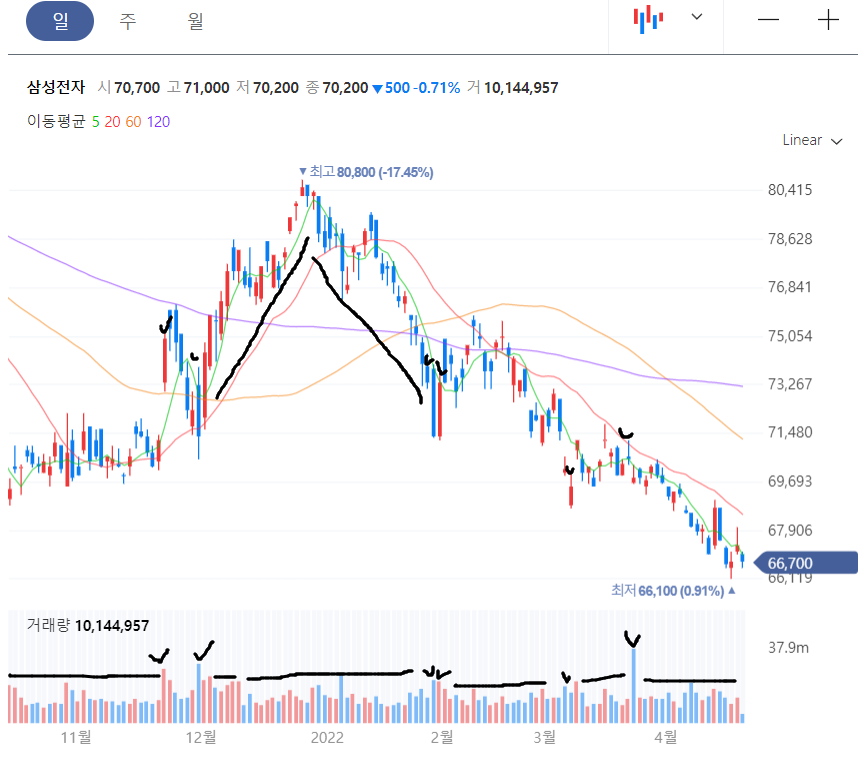 일 주 월
삼성전자 시 70,700 고 71,000 저 70,200 종 70,200 ▼500 -0.71% 거 10,144,957
이동평균 5 20 60 120
Linear
▼최고 80,800 (-17.45%)
80,415
78,628
76,841
75,054
73,267
71,480
69,693
67,906
66,700
66,119
최저 66,100 (0.91%) ▲
거래량 10,144,957
37.9m
11월 12월 2022 2월 3월 4월